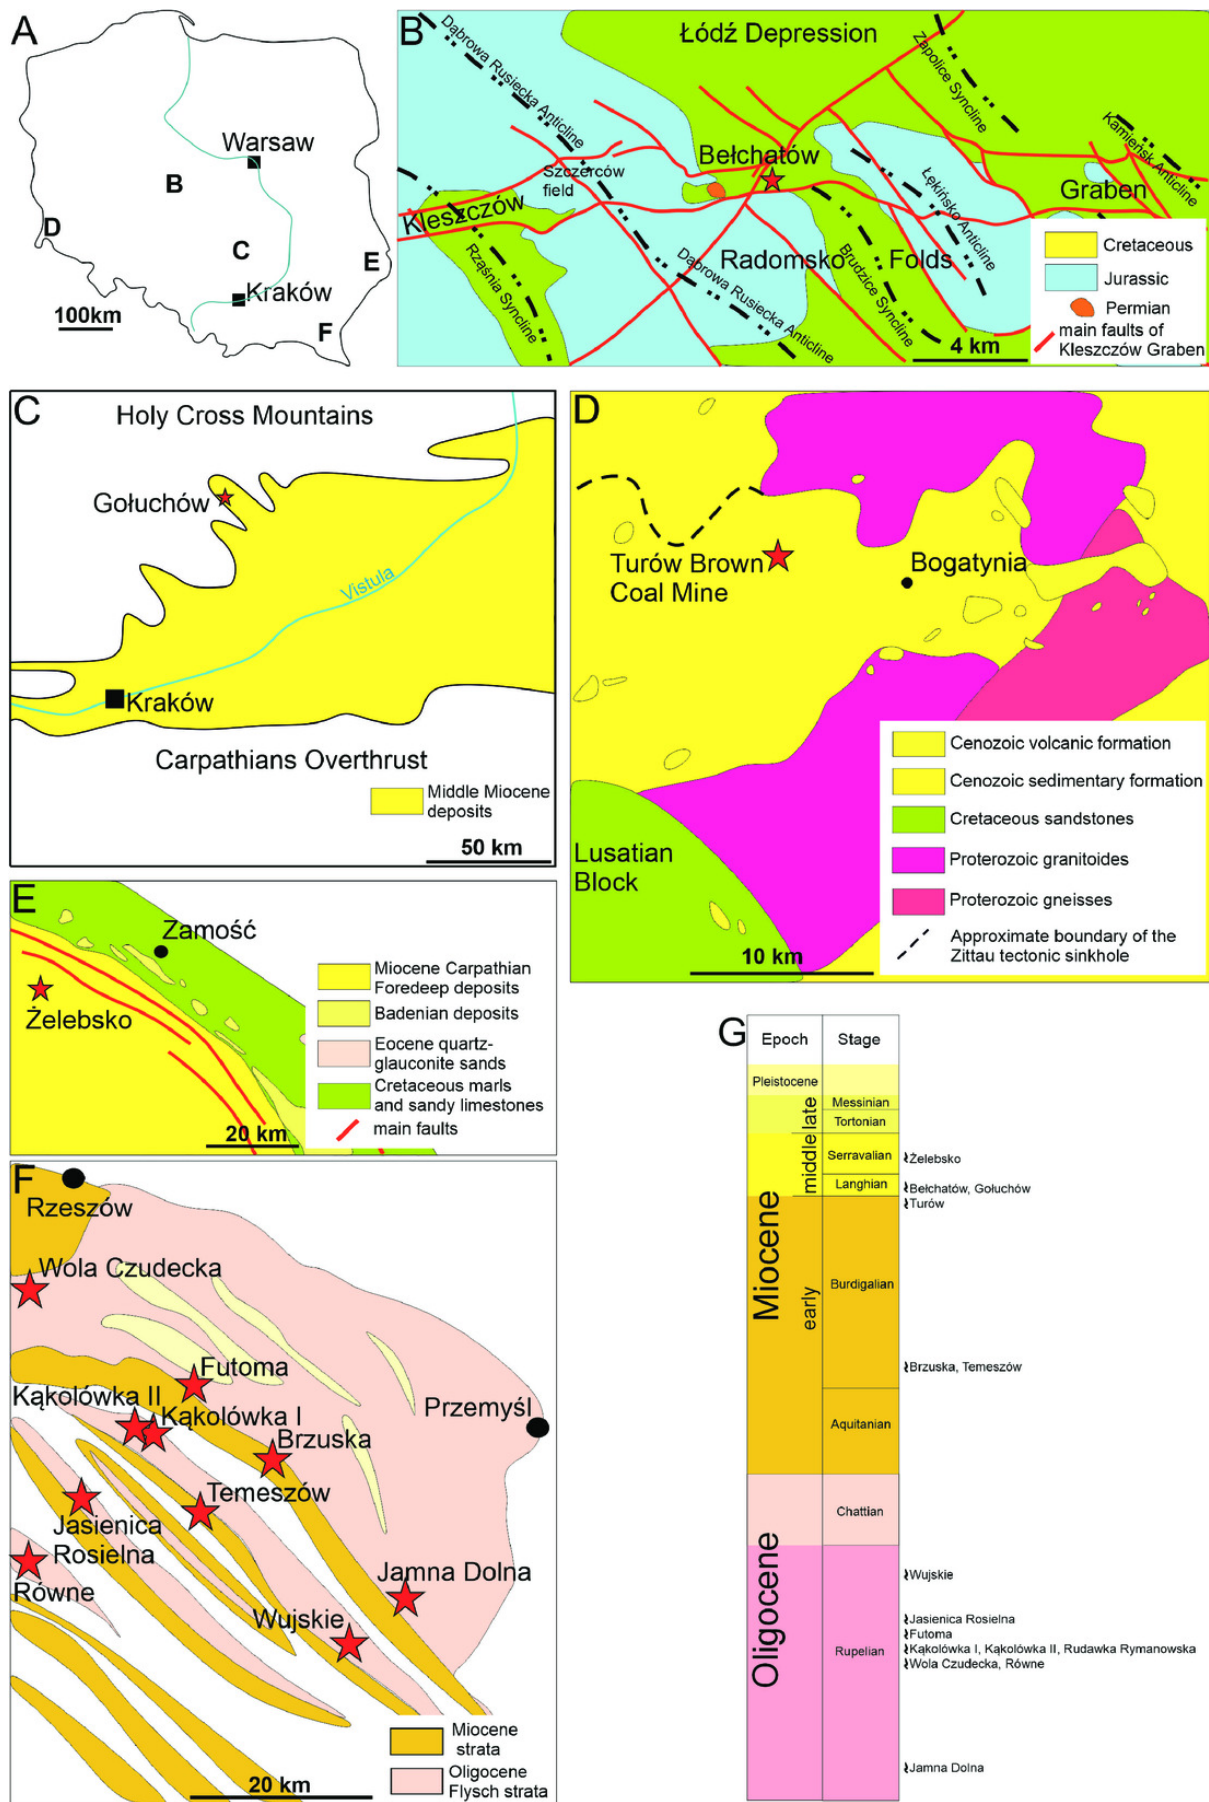 A
Warsaw
B
D
C
E
Kraków
100km
F
B
Łódź Depression
Dąbrowa Rusiecka Anticline
Zapolice Syncline
Kamieńsk Anticline
Bełchatów
Szczerców
field
Łękińsko Anticline
Graben
Kleszczów
Rząśnia Syncline
Dąbrowa Rusiecka Anticline
Radomsko
Brudzice Syncline
Folds
Cretaceous
Jurassic
Permian
main faults of
Kleszczów Graben
4 km
C
Holy Cross Mountains
Gołuchów
Vistula
Kraków
Carpathians Overthrust
Middle Miocene
deposits
50 km
D
Turów Brown
Coal Mine
Bogatynia
Lusatian
Block
Cenozoic volcanic formation
Cenozoic sedimentary formation
Cretaceous sandstones
Proterozoic granitoides
Proterozoic gneisses
Approximate boundary of the
Zittau tectonic sinkhole
10 km
E
Zamość
Żelebsko
Miocene Carpathian
Foredeep deposits
Badenian deposits
Eocene quartz-
glauconite sands
Cretaceous marls
and sandy limestones
main faults
20 km
F
Rzeszów
Wola Czudecka
Futoma
Kąkolówka II
Kąkolówka I
Przemyśl
Brzuska
Temeszów
Jasienica
Rosielna
Równe
Jamna Dolna
Wujskie
Miocene
strata
Oligocene
Flysch strata
20 km
G
Epoch
Stage
Pleistocene
Miocene
late
Messinian
Tortonian
middle
Serravalian
Żelebsko
Langhian
Bełchatów, Gołuchów
Turów
early
Burdigalian
Brzuska, Temeszów
Aquitanian
Oligocene
Chattian
Rupelian
Wujskie
Jasienica Rosielna
Futoma
Kąkolówka I, Kąkolówka II, Rudawka Rymanowska
Wola Czudecka, Równe
Jamna Dolna